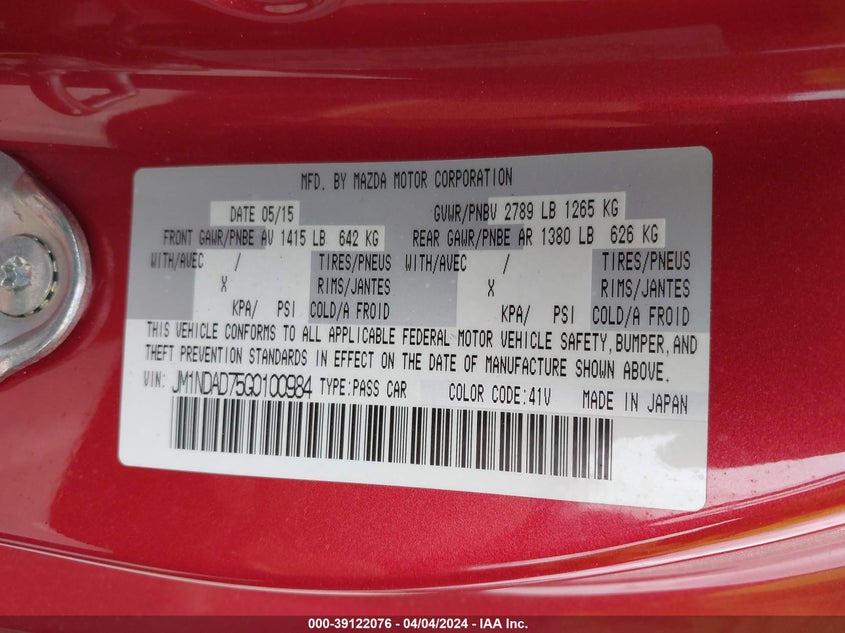 MFD. BY MAZDA MOTOR CORPORATION
DATE 05/15 GVWR/PNBV 2789 LB 1265 KG
FRONT GAWR/PNBE AV 1415 LB 642 KG REAR GAWR/PNBE AR 1380 LB 626 KG
WITH/AVEC / TIRES/PNEUS WITH/AVEC / TIRES/PNEUS
X RIMS/JANTES X RIMS/JANTES
KPA/ PSI COLD/A FROID KPA/ PSI COLD/A FROID
THIS VEHICLE CONFORMS TO ALL APPLICABLE FEDERAL MOTOR VEHICLE SAFETY, BUMPER, AND
THEFT PREVENTION STANDARDS IN EFFECT ON THE DATE OF MANUFACTURE SHOWN ABOVE.
VIN: JM1NDAD75G0100984 TYPE:PASS CAR COLOR CODE:41V MADE IN JAPAN
000-39122076 - 04/04/2024 - IAA Inc.